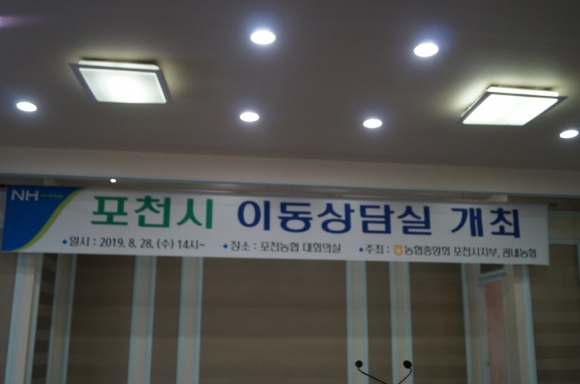 NH
포천시 이동상담실 개최
•일시 : 2019. 8. 28. (수) 14시~ •장소 : 포천농협 대회의실 •주최 : 농협중앙회 포천시지부, 관내농협